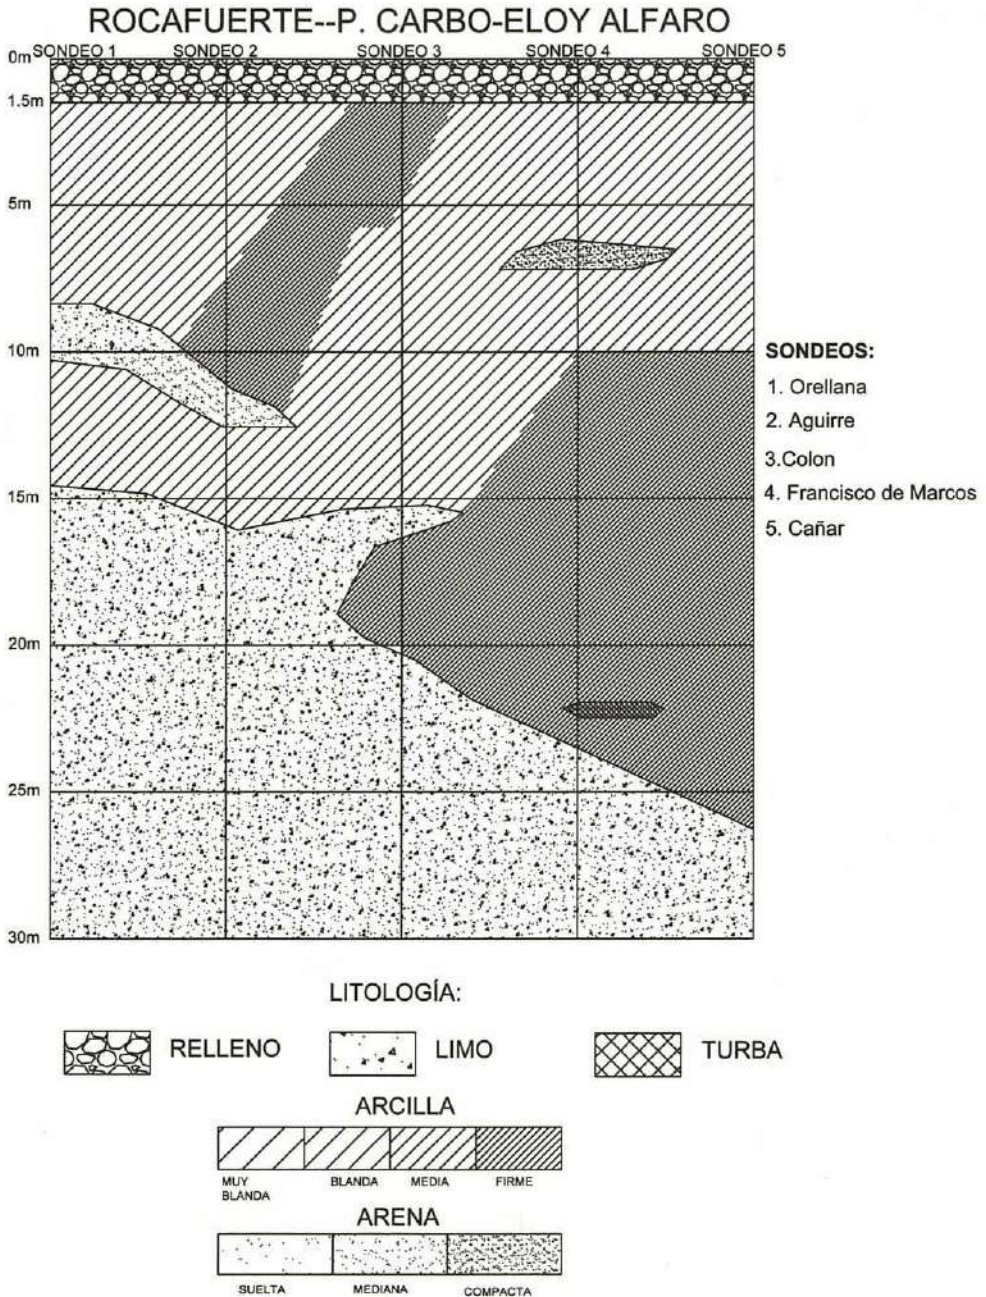 ROCAFUERTE--P. CARBO-ELOY ALFARO
SONDEO 1 SONDEO 2 SONDEO 3 SONDEO 4 SONDEO 5
0m
1.5m
5m
10m
15m
20m
25m
30m
SONDEOS:
1. Orellana
2. Aguirre
3.Colon
4. Francisco de Marcos
5. Cañar
LITOLOGÍA:
RELLENO LIMO TURBA
ARCILLA
MUY BLANDA BLANDA MEDIA FIRME
ARENA
SUELTA MEDIANA COMPACTA